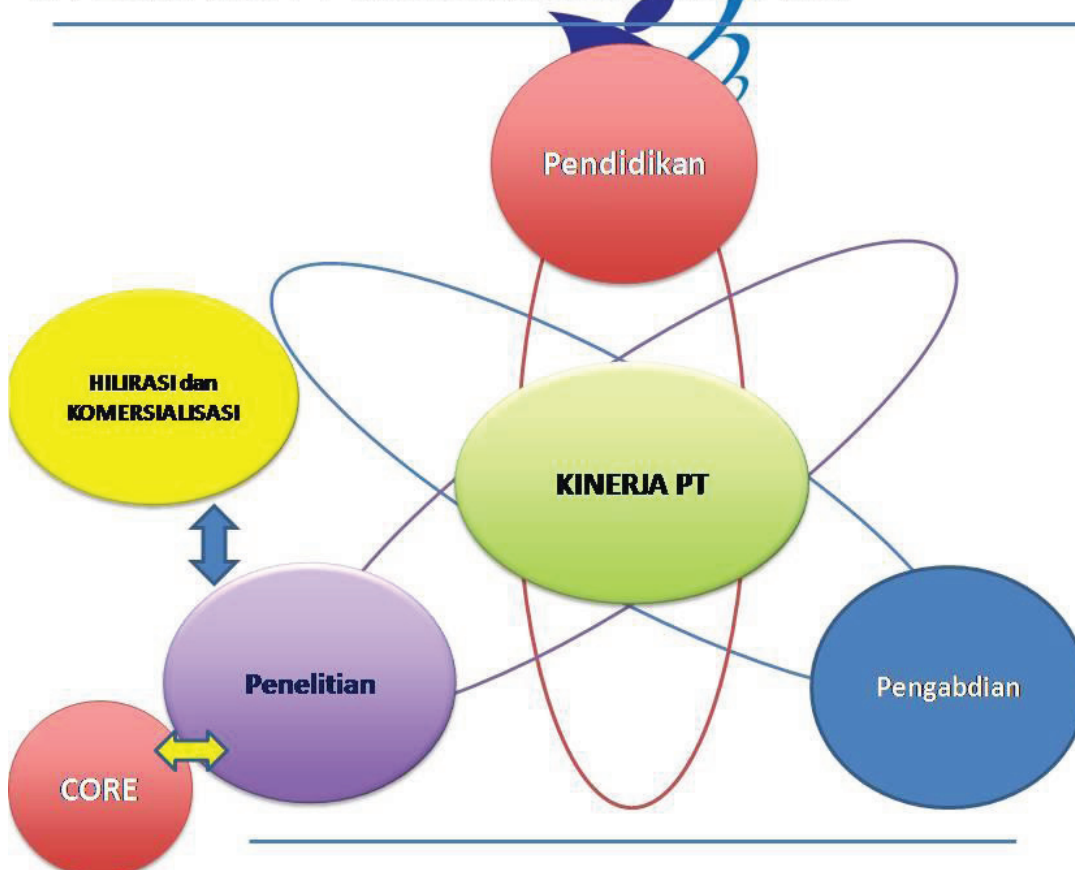 Pendidikan
HILIRASI dan
KOMERSIALISASI
KINERJA PT
Penelitian
Pengabdian
CORE